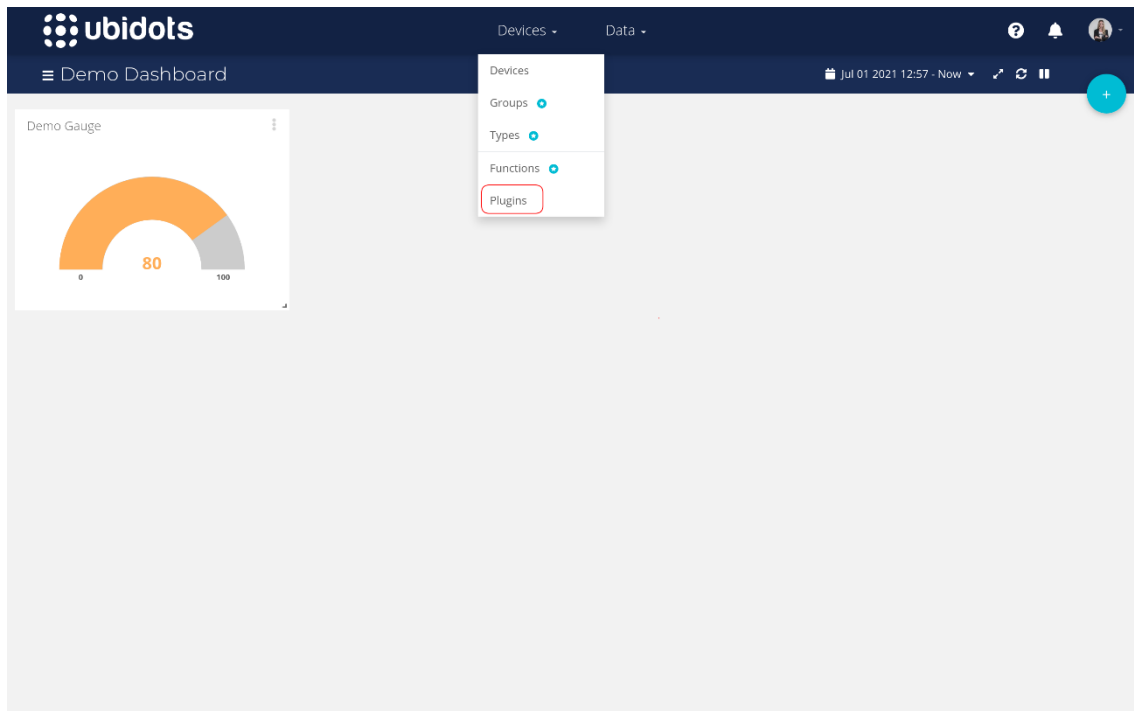 ubidots
Devices
Data
Demo Dashboard
Jul 01 2021 12:57 - Now
+
Devices
Groups
Types
Functions
Plugins
Demo Gauge
80
0
100